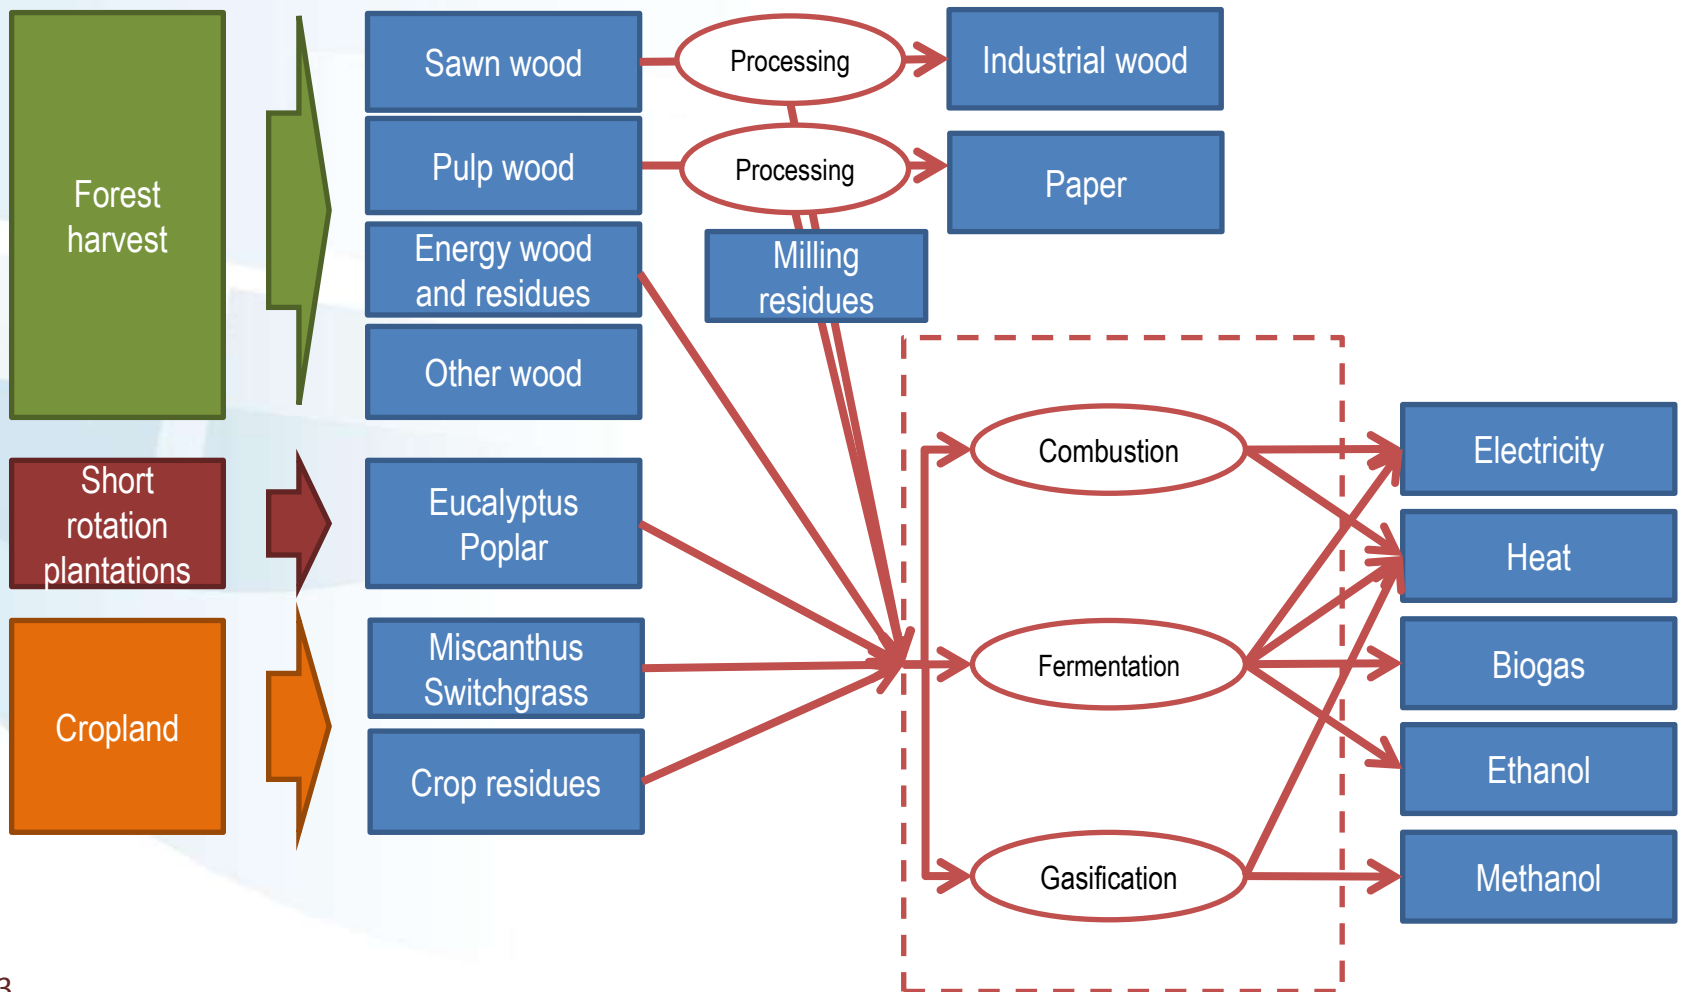 Forest
harvest
Sawn wood
Processing
Industrial wood
Pulp wood
Processing
Paper
Energy wood
and residues
Milling
residues
Other wood
Short
rotation
plantations
Eucalyptus
Poplar
Cropland
Miscanthus
Switchgrass
Crop residues
Combustion
Fermentation
Gasification
Electricity
Heat
Biogas
Ethanol
Methanol
3